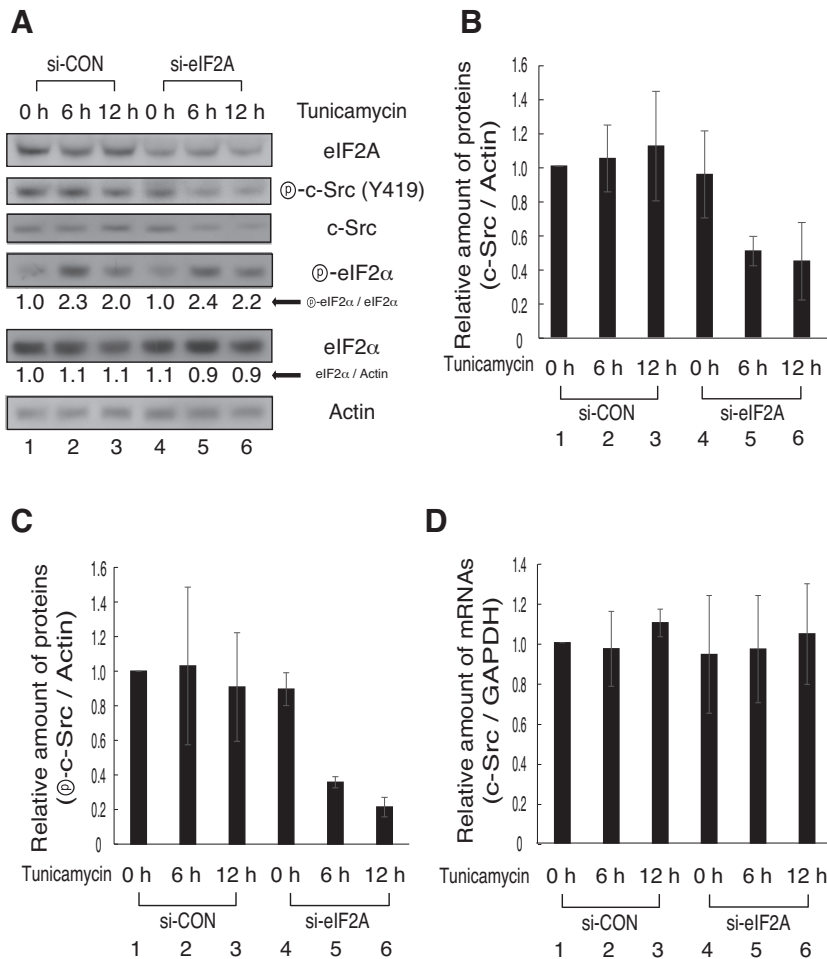 A
si-CON si-eIF2A
0 h 6 h 12 h 0 h 6 h 12 h Tunicamycin
eIF2A
ⓟ-c-Src (Y419)
c-Src
ⓟ-eIF2α
1.0 2.3 2.0 1.0 2.4 2.2 ⓟ-eIF2α / eIF2α
eIF2α
1.0 1.1 1.1 1.1 0.9 0.9 eIF2α / Actin
Actin
1 2 3 4 5 6
B
Relative amount of proteins
(c-Src / Actin)
1.6
1.4
1.2
1.0
0.8
0.6
0.4
0.2
0
Tunicamycin 0 h 6 h 12 h 0 h 6 h 12 h
si-CON si-eIF2A
1 2 3 4 5 6
C
Relative amount of proteins
(ⓟ-c-Src / Actin)
1.6
1.4
1.2
1.0
0.8
0.6
0.4
0.2
0
Tunicamycin 0 h 6 h 12 h 0 h 6 h 12 h
si-CON si-eIF2A
1 2 3 4 5 6
D
Relative amount of mRNAs
(c-Src / GAPDH)
1.4
1.2
1.0
0.8
0.6
0.4
0.2
0
Tunicamycin 0 h 6 h 12 h 0 h 6 h 12 h
si-CON si-eIF2A
1 2 3 4 5 6